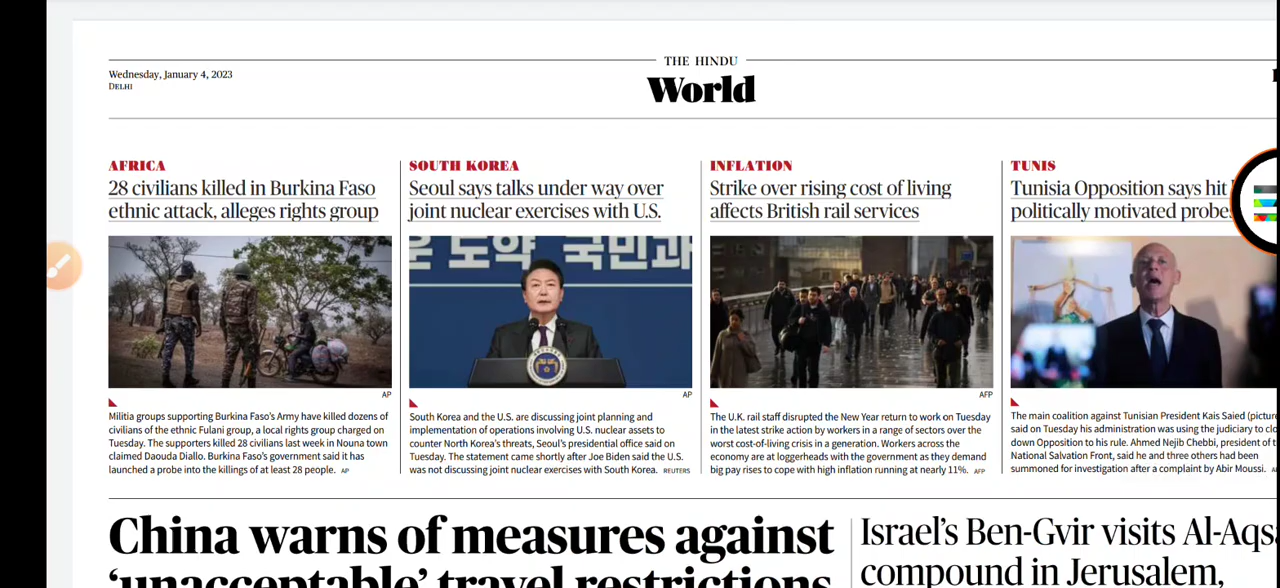 THE HINDU
Wednesday, January 4, 2023
DELHI
World
AFRICA
28 civilians killed in Burkina Faso
ethnic attack, alleges rights group
AP
Militia groups supporting Burkina Faso's Army have killed dozens of
civilians of the ethnic Fulani group, a local rights group charged on
Tuesday. The supporters killed 28 civilians last week in Nouna town
claimed Daouda Diallo. Burkina Faso's government said it has
launched a probe into the killings of at least 28 people. AP
SOUTH KOREA
Seoul says talks under way over
joint nuclear exercises with U.S.
도약 국민과
AP
South Korea and the U.S. are discussing joint planning and
implementation of operations involving U.S. nuclear assets to
counter North Korea's threats, Seoul's presidential office said on
Tuesday. The statement came shortly after Joe Biden said the U.S.
was not discussing joint nuclear exercises with South Korea. REUTERS
INFLATION
Strike over rising cost of living
affects British rail services
AFP
The U.K. rail staff disrupted the New Year return to work on Tuesday
in the latest strike action by workers in a range of sectors over the
worst cost-of-living crisis in a generation. Workers across the
economy are at loggerheads with the government as they demand
big pay rises to cope with high inflation running at nearly 11%. AFP
TUNIS
Tunisia Opposition says hit
politically motivated probe
The main coalition against Tunisian President Kais Saied (picture
said on Tuesday his administration was using the judiciary to clo
down Opposition to his rule. Ahmed Nejib Chebbi, president of t
National Salvation Front, said he and three others had been
summoned for investigation after a complaint by Abir Moussi.
China warns of measures against
'unacceptable' travel restrictions
Israel's Ben-Gvir visits Al-Aqs
compound in Jerusalem,